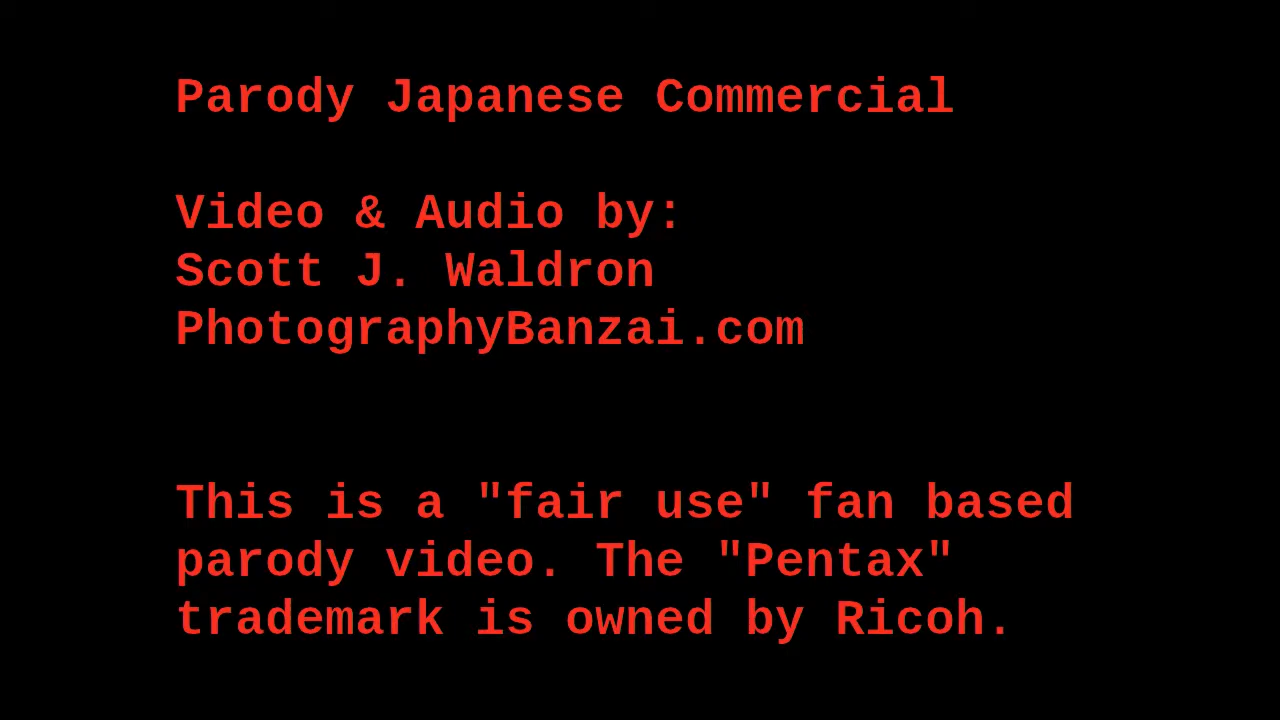 Parody Japanese Commercial
Video & Audio by:
Scott J. Waldron
PhotographyBanzai.com
This is a "fair use" fan based
parody video. The "Pentax"
trademark is owned by Ricoh.